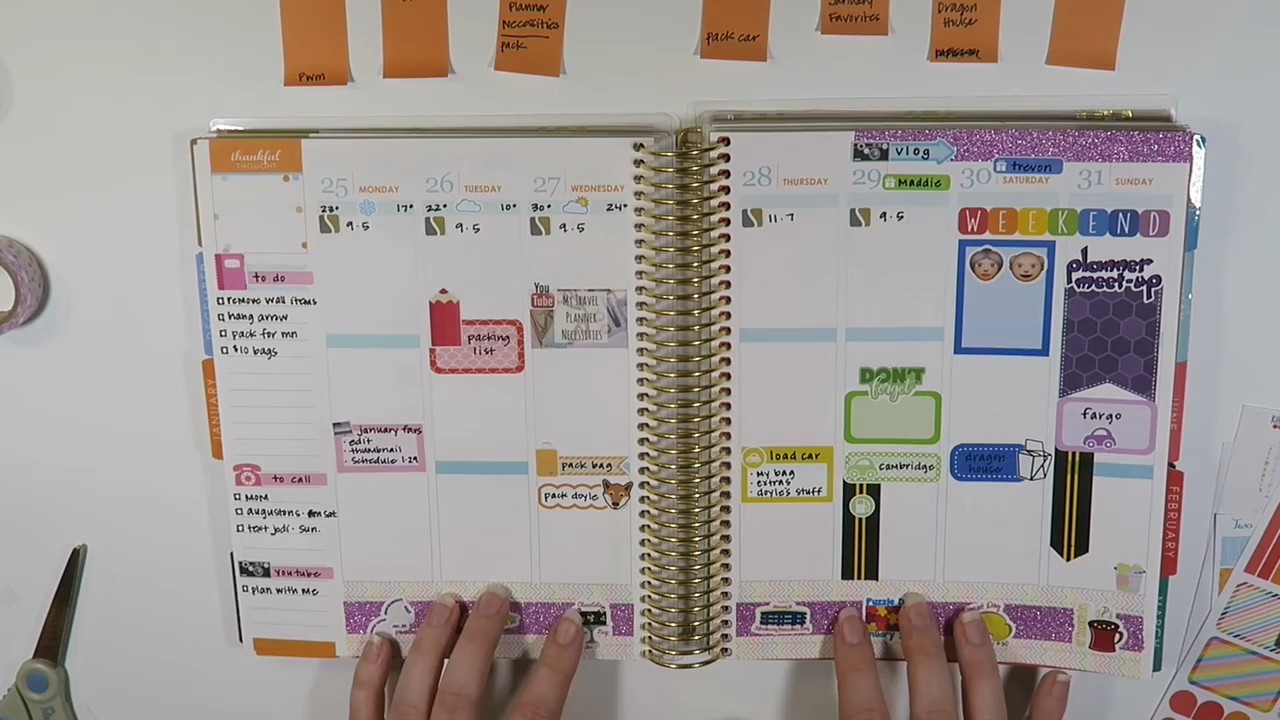 PWM
Planner
Necessities
pack
pack car
January
Favorites
Dragon
House
thankful
THOUGHT
25 MONDAY
26 TUESDAY
27 WEDNESDAY
23° 17°
22° 10°
30° 24°
9.5
9.5
9.5
to do
remove wall items
hang arrow
pack for mn
$10 bags
packing
list
You
Tube
MY TRAVEL
PLANNER
NECESSITIES
january favs
edit
thumbnail
schedule 1.29
pack bag
pack doyle
to call
mom
text jodi - sun.
youtube
plan with me
JANUARY
vlog
28 THURSDAY
29
Maddie
trevon
30 SATURDAY
31 SUNDAY
11.7
9.5
WEEKEND
planner
meet-up
DON'T
forget
fargo
load car
my bag
extras
doyle's stuff
cambridge
dragon
house
FEBRUARY
MARCH